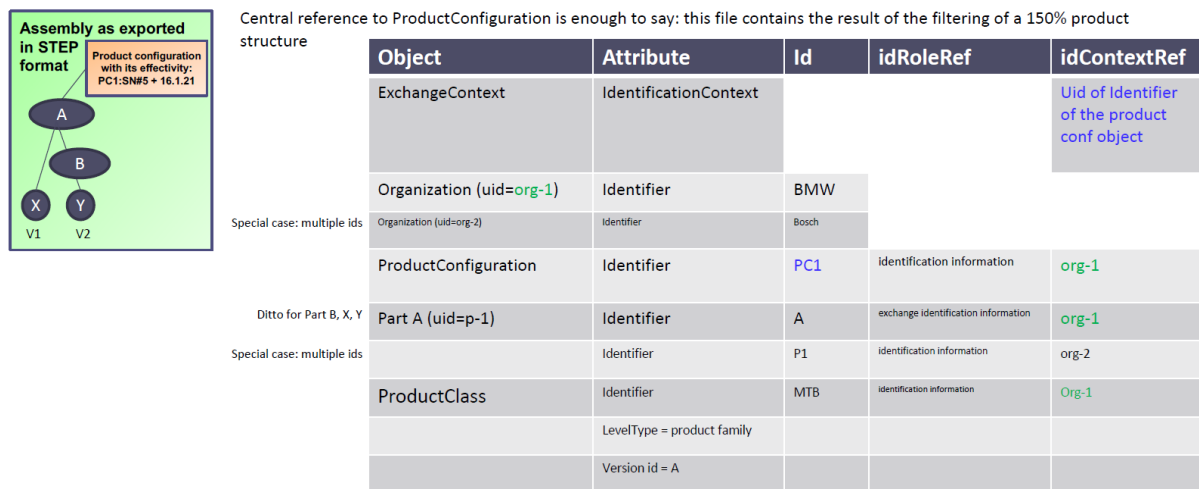 Central reference to ProductConfiguration is enough to say: this file contains the result of the filtering of a 150% product
structure
Assembly as exported
in STEP
format
Product configuration
with its effectivity:
PC1:SN#5 + 16.1.21
A
B
X
Y
V1
V2
Object
Attribute
Id
idRoleRef
idContextRef
ExchangeContext
IdentificationContext
Uid of Identifier
of the product
conf object
Organization (uid=org-1)
Identifier
BMW
Special case: multiple ids
Organization (uid=org-2)
Identifier
Bosch
ProductConfiguration
Identifier
PC1
identification information
org-1
Ditto for Part B, X, Y
Part A (uid=p-1)
Identifier
A
exchange identification information
org-1
Special case: multiple ids
Identifier
P1
identification information
org-2
ProductClass
Identifier
MTB
identification information
Org-1
LevelType = product family
Version id = A